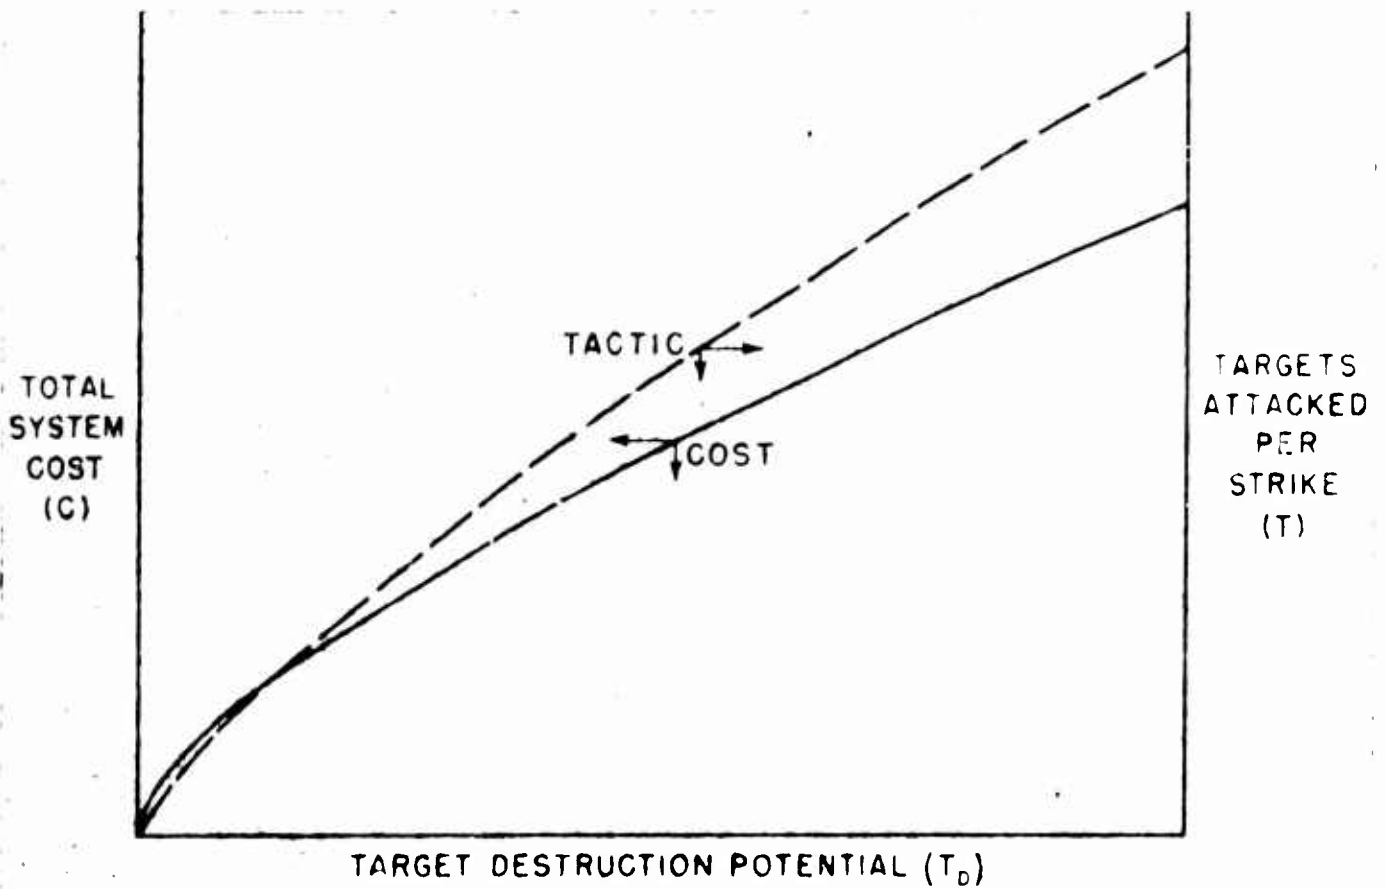 TACTIC
COST
TOTAL
SYSTEM
COST
(C)
TARGETS
ATTACKED
PER
STRIKE
(T)
TARGET DESTRUCTION POTENTIAL (T_D)